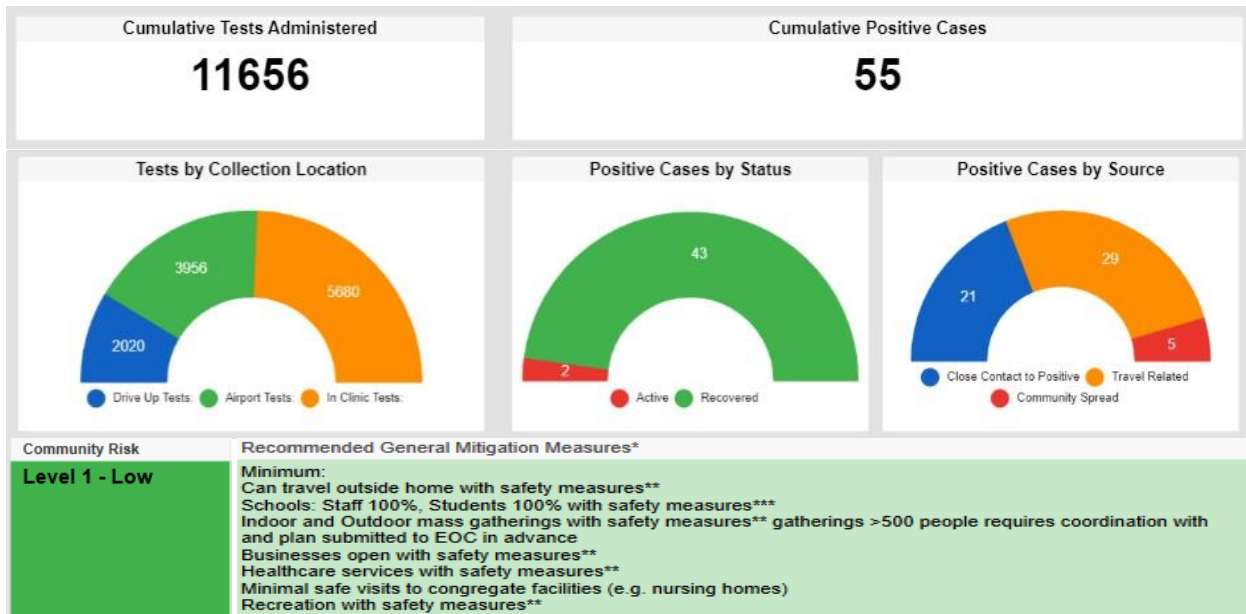 Cumulative Tests Administered
11656
Cumulative Positive Cases
55
Tests by Collection Location
2020
3956
5680
Drive Up Tests:
Airport Tests:
In Clinic Tests:
Positive Cases by Status
43
2
Active
Recovered
Positive Cases by Source
21
29
5
Close Contact to Positive
Travel Related
Community Spread
Community Risk
Level 1 - Low
Recommended General Mitigation Measures*
Minimum:
Can travel outside home with safety measures**
Schools: Staff 100%, Students 100% with safety measures***
Indoor and Outdoor mass gatherings with safety measures** gatherings >500 people requires coordination with
and plan submitted to EOC in advance
Businesses open with safety measures**
Healthcare services with safety measures**
Minimal safe visits to congregate facilities (e.g. nursing homes)
Recreation with safety measures**